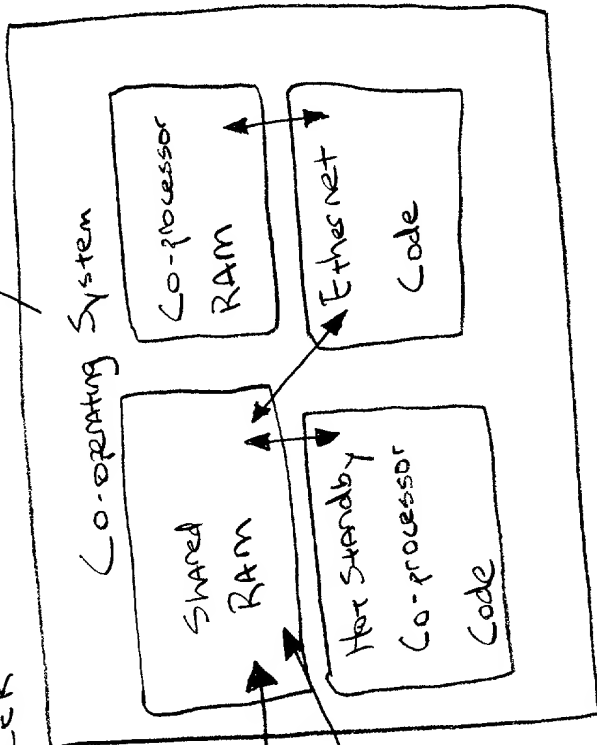 Co-operating System
Shared
RAM
Co-processor
RAM
Hot Standby
Co-processor
Code
Ethernet
Code